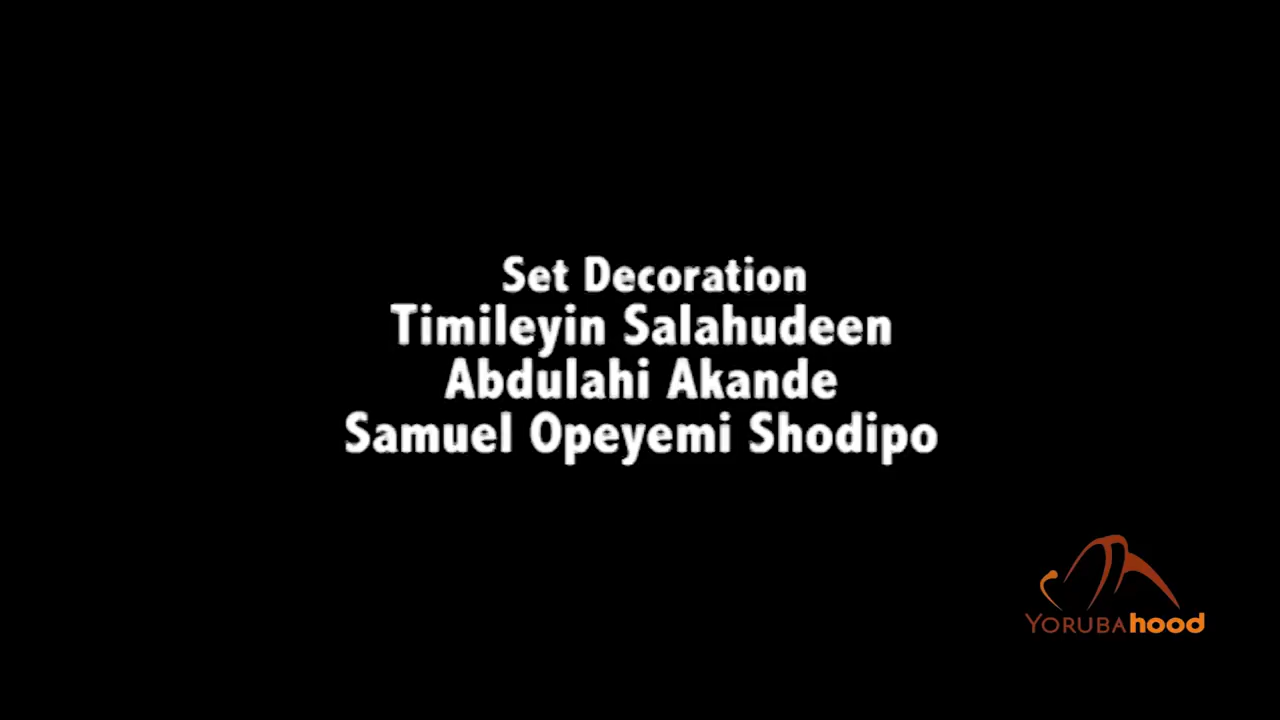 Set Decoration
Timileyin Salahudeen
Abdulahi Akande
Samuel Opeyemi Shodipo
YORUBAhood